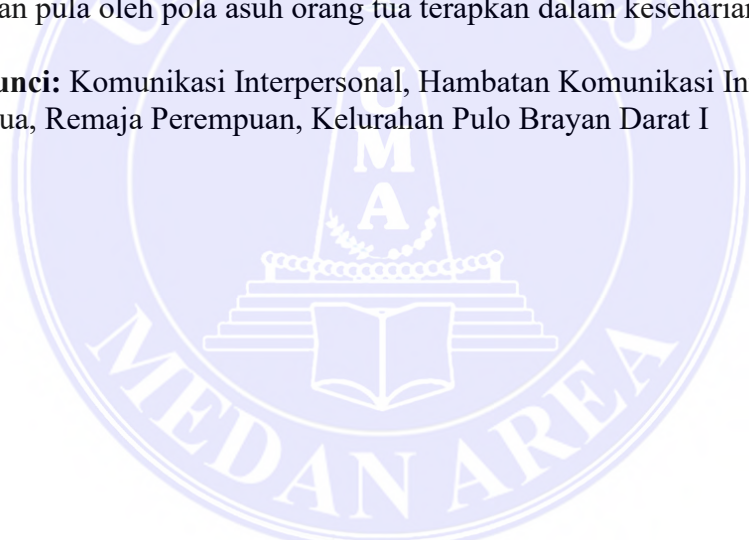 an pula oleh pola asuh orang tua terapkan dalam keseharian
unci: Komunikasi Interpersonal, Hambatan Komunikasi In
ua, Remaja Perempuan, Kelurahan Pulo Brayan Darat I
UMA
MEDAN AREA